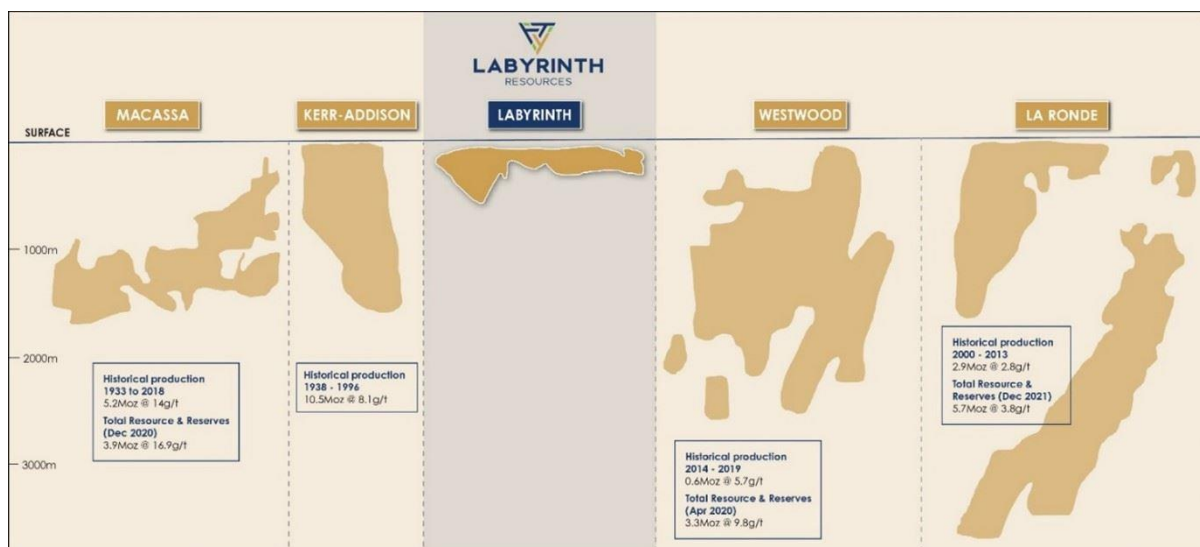 LABYRINTH
RESOURCES
MACASSA
KERR-ADDISON
LABYRINTH
WESTWOOD
LA RONDE
SURFACE
1000m
2000m
3000m
Historical production
1933 to 2018
5.2Moz @ 14g/t
Total Resource & Reserves
(Dec 2020)
3.9Moz @ 16.9g/t
Historical production
1938 - 1996
10.5Moz @ 8.1g/t
Historical production
2014 - 2019
0.6Moz @ 5.7g/t
Total Resource & Reserves
(Apr 2020)
3.3Moz @ 9.8g/t
Historical production
2000 - 2013
2.9Moz @ 2.8g/t
Total Resource &
Reserves (Dec 2021)
5.7Moz @ 3.8g/t